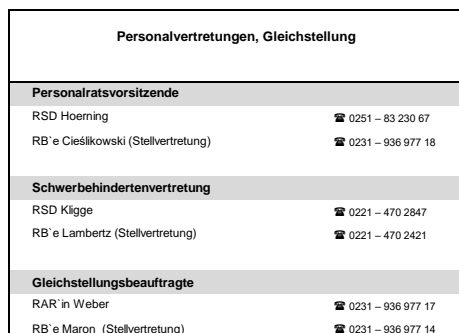 Personalvertretungen, Gleichstellung
Personalratsvorsitzende
RSD Hoerning ☎ 0251 – 83 230 67
RB`e Cieślikowski (Stellvertretung) ☎ 0231 – 936 977 18
Schwerbehindertenvertretung
RSD Kligge ☎ 0221 – 470 2847
RB`e Lambertz (Stellvertretung) ☎ 0221 – 470 2421
Gleichstellungsbeauftragte
RAR`in Weber ☎ 0231 – 936 977 17
RB`e Maron (Stellvertretung) ☎ 0231 – 936 977 14